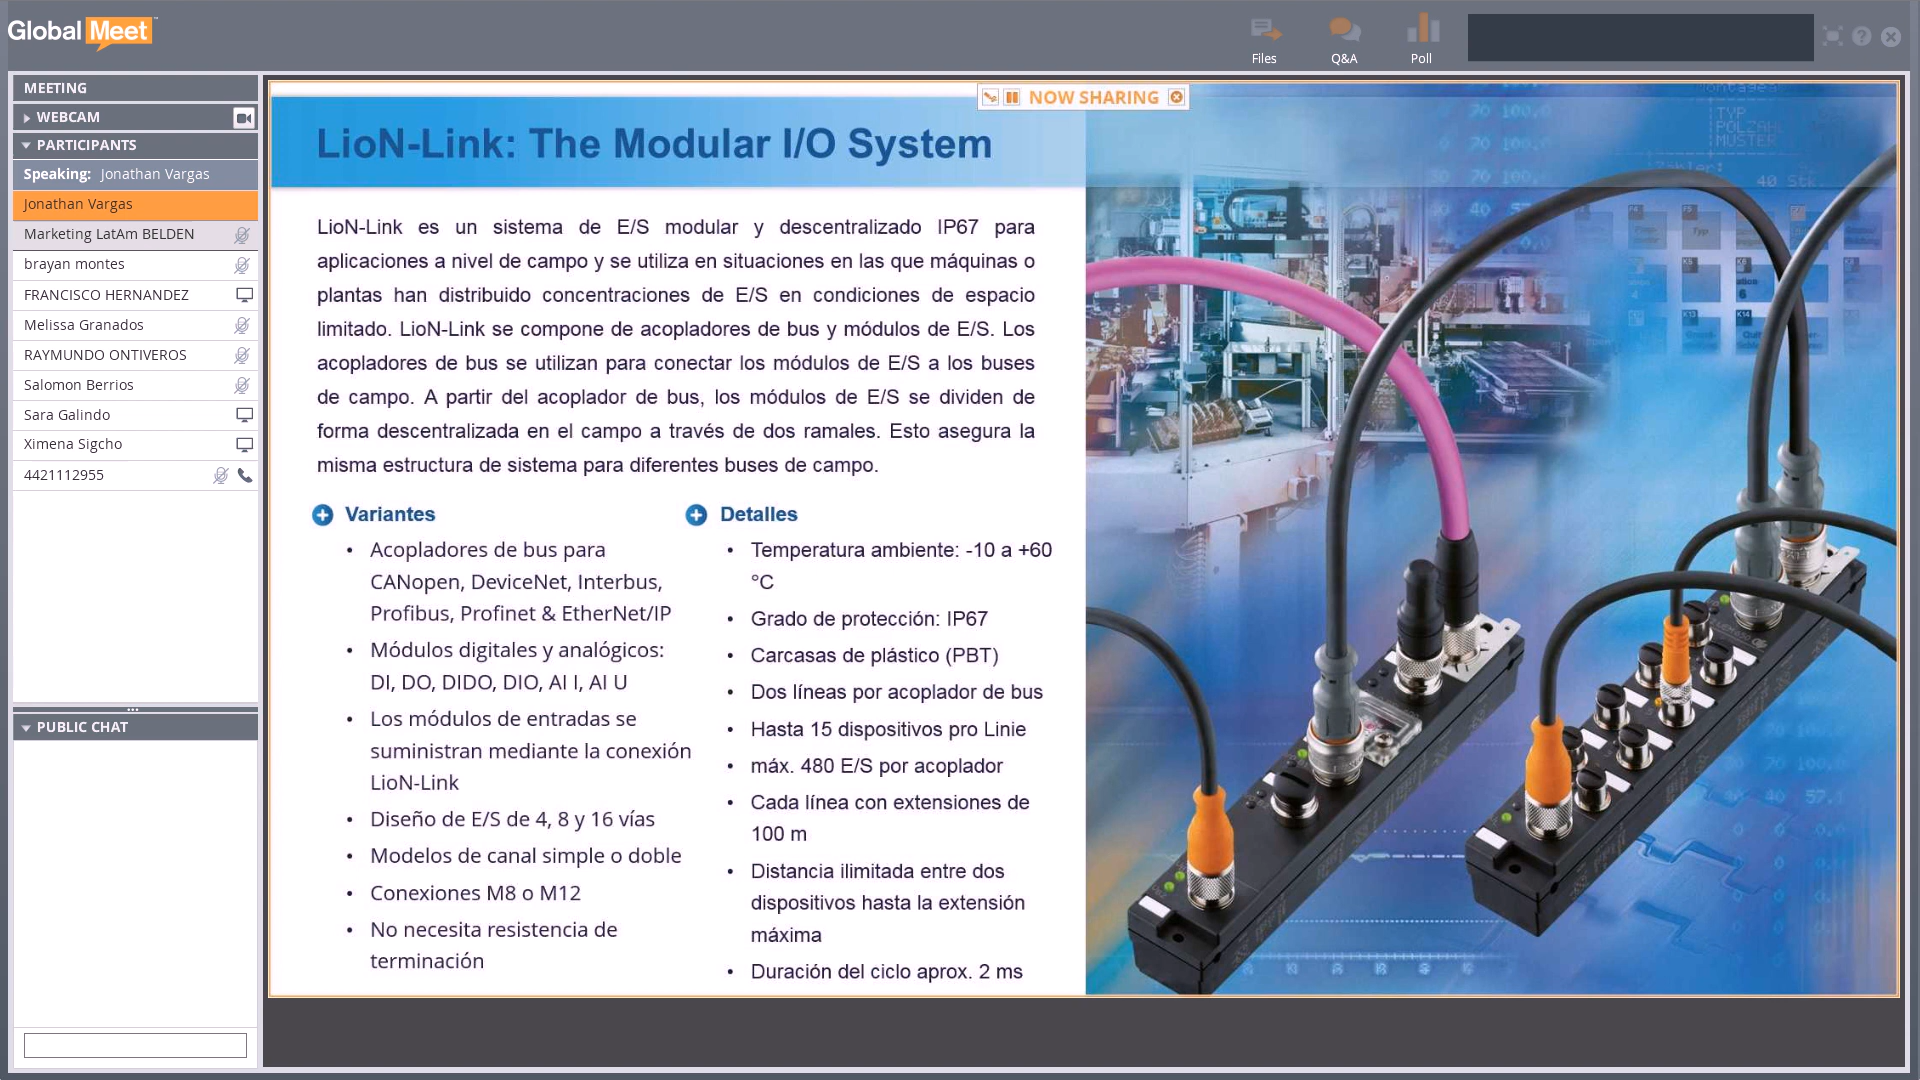 Global Meet
Files
Q&A
Poll
MEETING
WEBCAM
PARTICIPANTS
Speaking: Jonathan Vargas
Jonathan Vargas
Marketing LatAm BELDEN
brayan montes
FRANCISCO HERNANDEZ
Melissa Granados
RAYMUNDO ONTIVEROS
Salomon Berrios
Sara Galindo
Ximena Sigcho
4421112955
PUBLIC CHAT
NOW SHARING
LioN-Link: The Modular I/O System
LioN-Link es un sistema de E/S modular y descentralizado IP67 para
aplicaciones a nivel de campo y se utiliza en situaciones en las que máquinas o
plantas han distribuido concentraciones de E/S en condiciones de espacio
limitado. LioN-Link se compone de acopladores de bus y módulos de E/S. Los
acopladores de bus se utilizan para conectar los módulos de E/S a los buses
de campo. A partir del acoplador de bus, los módulos de E/S se dividen de
forma descentralizada en el campo a través de dos ramales. Esto asegura la
misma estructura de sistema para diferentes buses de campo.
Variantes
• Acopladores de bus para
CANopen, DeviceNet, Interbus,
Profibus, Profinet & EtherNet/IP
• Módulos digitales y analógicos:
DI, DO, DIDO, DIO, AI I, AI U
• Los módulos de entradas se
suministran mediante la conexión
LioN-Link
• Diseño de E/S de 4, 8 y 16 vías
• Modelos de canal simple o doble
• Conexiones M8 o M12
• No necesita resistencia de
terminación
Detalles
• Temperatura ambiente: -10 a +60
°C
• Grado de protección: IP67
• Carcasas de plástico (PBT)
• Dos líneas por acoplador de bus
• Hasta 15 dispositivos pro Linie
• máx. 480 E/S por acoplador
• Cada línea con extensiones de
100 m
• Distancia ilimitada entre dos
dispositivos hasta la extensión
máxima
• Duración del ciclo aprox. 2 ms
TYP
POLZAHL
MUSTER
40 Stk